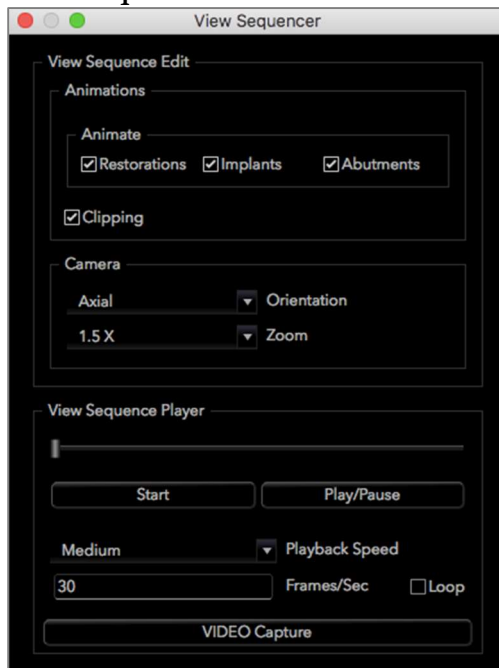 View Sequencer
View Sequence Edit
Animations
Animate
Restorations Implants Abutments
Clipping
Camera
Axial Orientation
1.5 X Zoom
View Sequence Player
Start Play/Pause
Medium Playback Speed
30 Frames/Sec Loop
VIDEO Capture